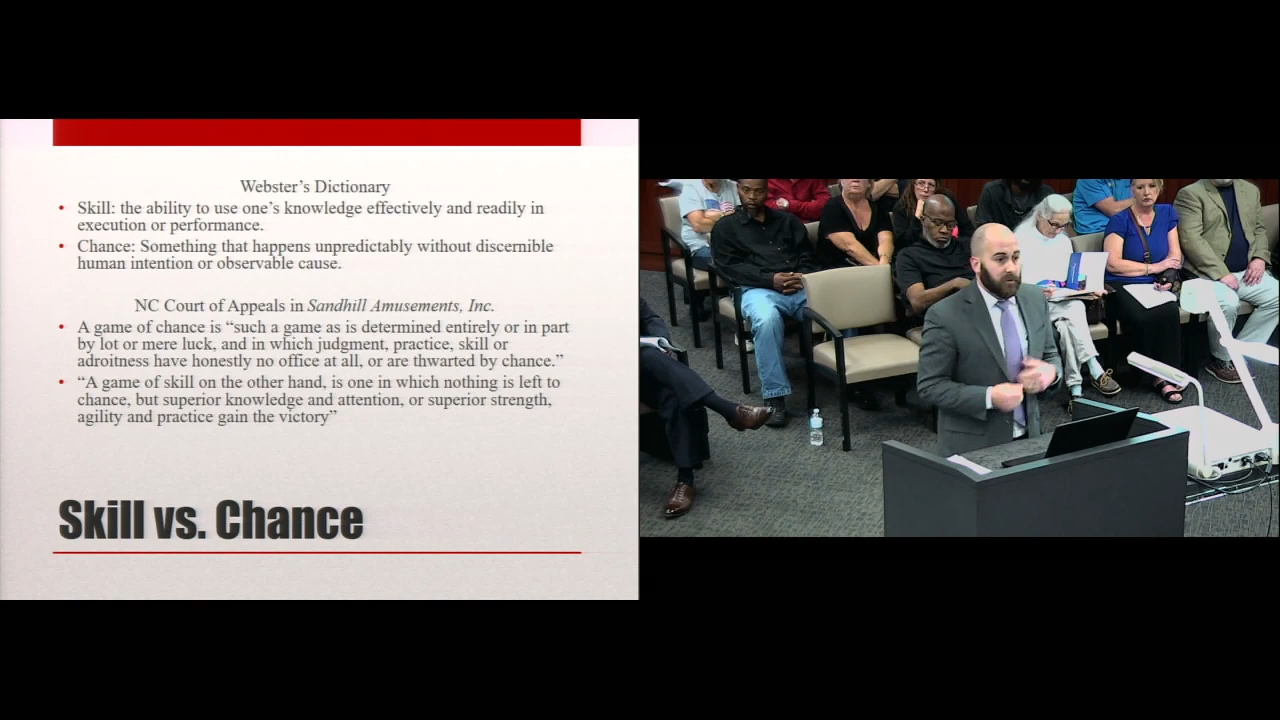 Webster’s Dictionary
• Skill: the ability to use one’s knowledge effectively and readily in
execution or performance.
• Chance: Something that happens unpredictably without discernible
human intention or observable cause.
NC Court of Appeals in Sandhill Amusements, Inc.
• A game of chance is “such a game as is determined entirely or in part
by lot or mere luck, and in which judgment, practice, skill or
adroitness have honestly no office at all, or are thwarted by chance.”
• “A game of skill on the other hand, is one in which nothing is left to
chance, but superior knowledge and attention, or superior strength,
agility and practice gain the victory”
Skill vs. Chance